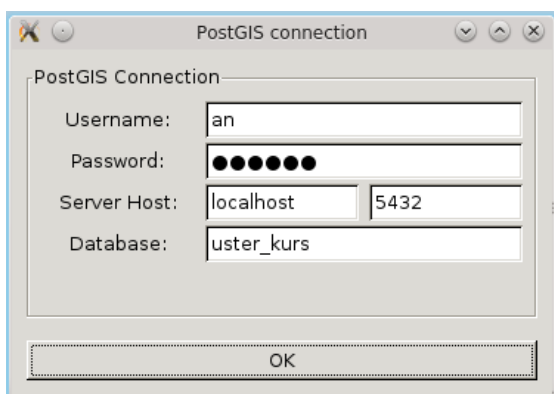 PostGIS connection
PostGIS Connection
Username: an
Password: ●●●●●●
Server Host: localhost 5432
Database: uster_kurs
OK